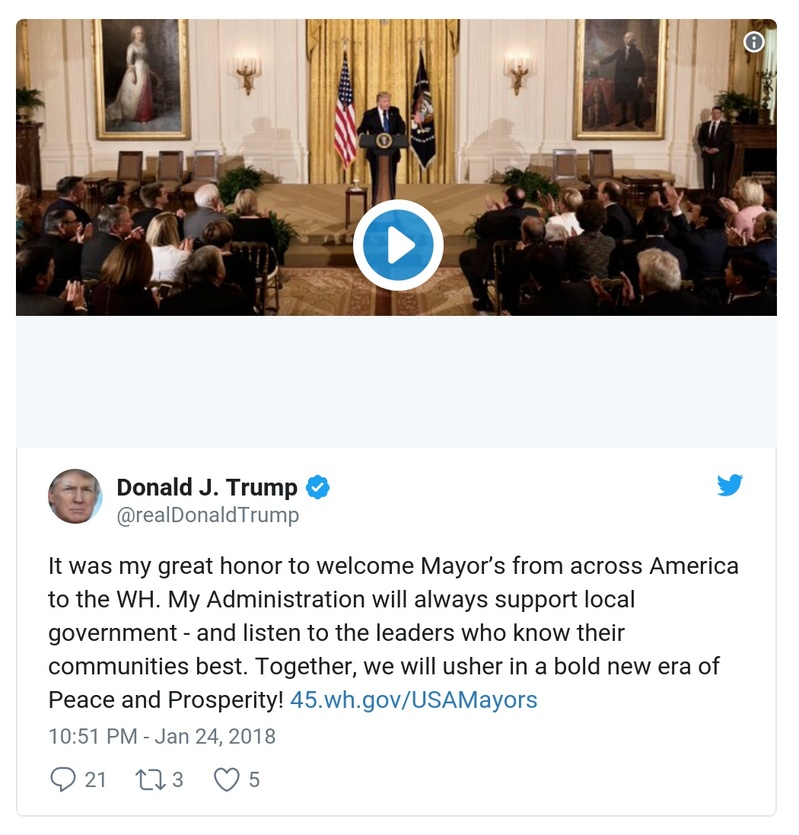 Donald J. Trump
@realDonaldTrump
It was my great honor to welcome Mayor’s from across America
to the WH. My Administration will always support local
government - and listen to the leaders who know their
communities best. Together, we will usher in a bold new era of
Peace and Prosperity! 45.wh.gov/USAMayors
10:51 PM - Jan 24, 2018
21 3 5